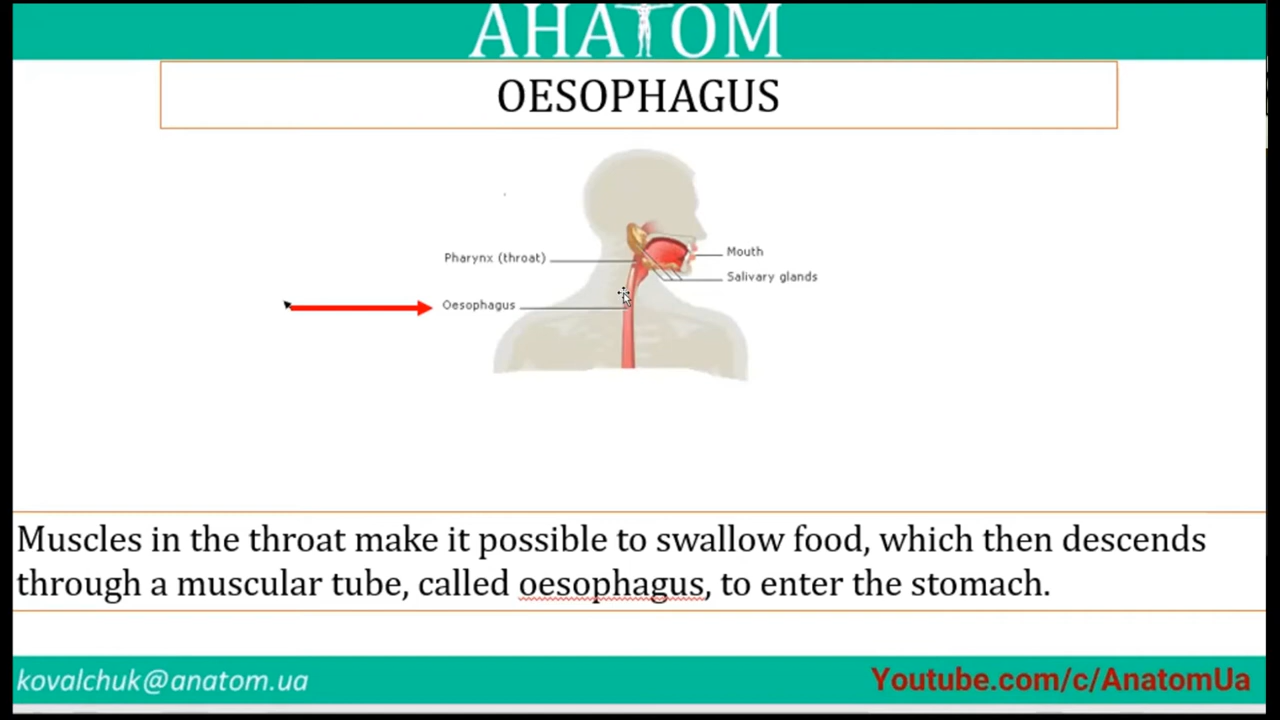 АНАТОМ
OESOPHAGUS
Pharynx (throat)
Mouth
Salivary glands
Oesophagus
Muscles in the throat make it possible to swallow food, which then descends
through a muscular tube, called oesophagus, to enter the stomach.
kovalchuk@anatom.ua
Youtube.com/c/AnatomUa